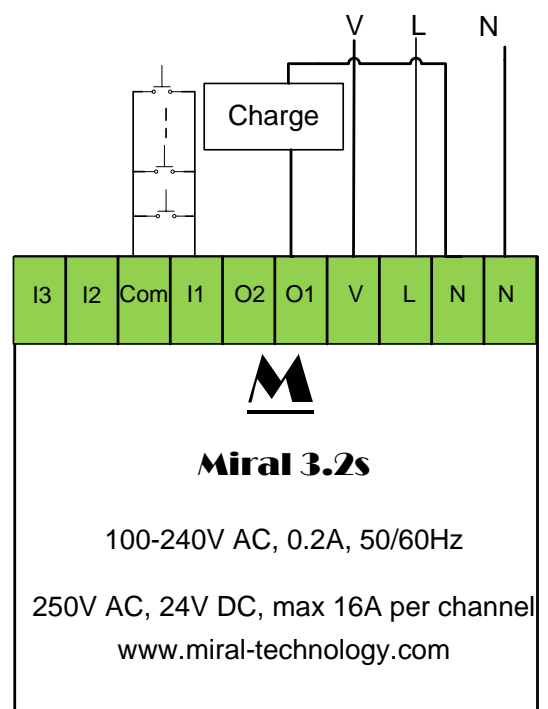 V L N
Charge
I3 I2 Com I1 O2 O1 V L N N
M
Miral 3.2s
100-240V AC, 0.2A, 50/60Hz
250V AC, 24V DC, max 16A per channel
www.miral-technology.com